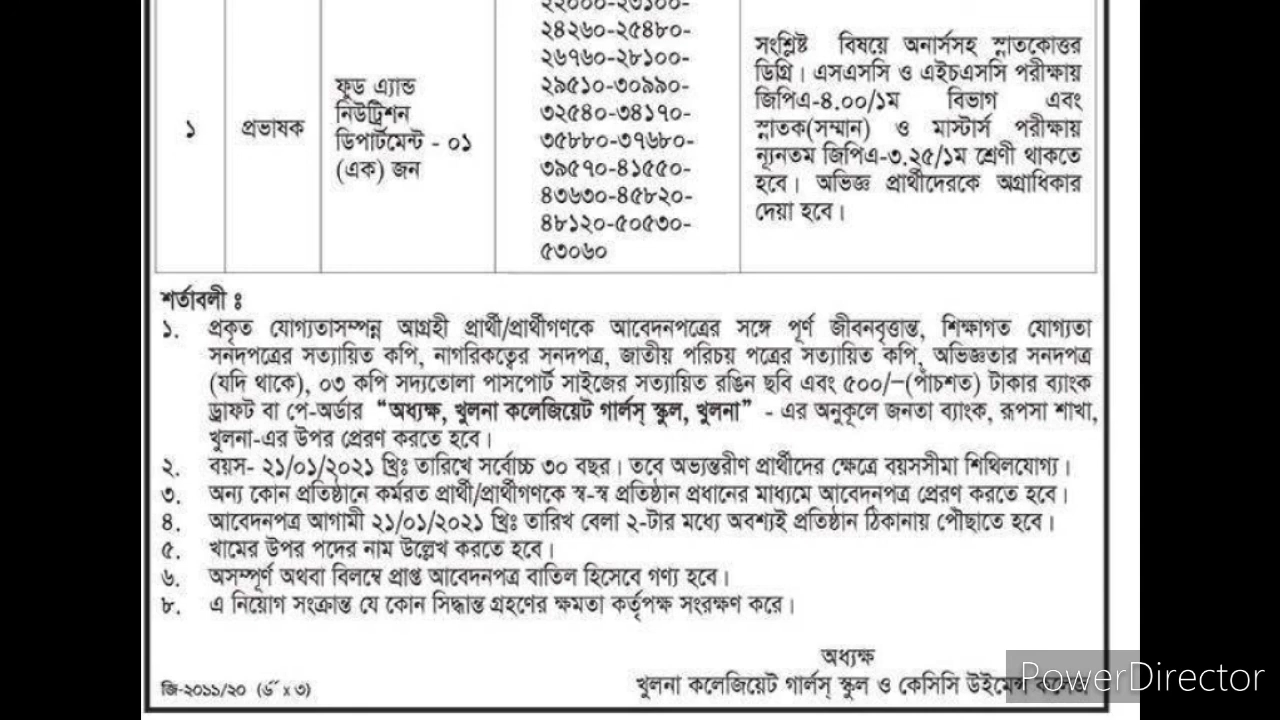 ২২০০০-২৩১০০-
২৪২৬০-২৫৪৮০-
২৬৭৬০-২৮১০০-
২৯৫১০-৩০৯৯০-
৩২৫৪০-৩৪১৭০-
৩৫৮৮০-৩৭৬৮০-
৩৯৫৭০-৪১৫৫০-
৪৩৬৩০-৪৫৮২০-
৪৮১২০-৫০৫৩০-
৫৩০৬০
১
প্রভাষক
ফুড এ্যান্ড
নিউট্রিশন
ডিপার্টমেন্ট - ০১
(এক) জন
সংশ্লিষ্ট বিষয়ে অনার্সসহ স্নাতকোত্তর
ডিগ্রি। এসএসসি ও এইচএসসি পরীক্ষায়
জিপিএ-৪.০০/১ম বিভাগ এবং
স্নাতক(সম্মান) ও মাস্টার্স পরীক্ষায়
ন্যূনতম জিপিএ-৩.২৫/১ম শ্রেণী থাকতে
হবে। অভিজ্ঞ প্রার্থীদেরকে অগ্রাধিকার
দেয়া হবে।
শর্তাবলী ঃ
১. প্রকৃত যোগ্যতাসম্পন্ন আগ্রহী প্রার্থী/প্রার্থীগণকে আবেদনপত্রের সঙ্গে পূর্ণ জীবনবৃত্তান্ত, শিক্ষাগত যোগ্যতা
সনদপত্রের সত্যায়িত কপি, নাগরিকত্বের সনদপত্র, জাতীয় পরিচয় পত্রের সত্যায়িত কপি, অভিজ্ঞতার সনদপত্র
(যদি থাকে), ০৩ কপি সদ্যতোলা পাসপোর্ট সাইজের সত্যায়িত রঙিন ছবি এবং ৫০০/–(পাঁচশত) টাকার ব্যাংক
ড্রাফট বা পে-অর্ডার “অধ্যক্ষ, খুলনা কলেজিয়েট গার্লস্ স্কুল, খুলনা” - এর অনুকূলে জনতা ব্যাংক, রূপসা শাখা,
খুলনা-এর উপর প্রেরণ করতে হবে।
২. বয়স- ২১/০১/২০২১ খ্রিঃ তারিখে সর্বোচ্চ ৩০ বছর। তবে অভ্যন্তরীণ প্রার্থীদের ক্ষেত্রে বয়সসীমা শিথিলযোগ্য।
৩. অন্য কোন প্রতিষ্ঠানে কর্মরত প্রার্থী/প্রার্থীগণকে স্ব-স্ব প্রতিষ্ঠান প্রধানের মাধ্যমে আবেদনপত্র প্রেরণ করতে হবে।
৪. আবেদনপত্র আগামী ২১/০১/২০২১ খ্রিঃ তারিখ বেলা ২-টার মধ্যে অবশ্যই প্রতিষ্ঠান ঠিকানায় পৌঁছাতে হবে।
৫. খামের উপর পদের নাম উল্লেখ করতে হবে।
৬. অসম্পূর্ণ অথবা বিলম্বে প্রাপ্ত আবেদনপত্র বাতিল হিসেবে গণ্য হবে।
৮. এ নিয়োগ সংক্রান্ত যে কোন সিদ্ধান্ত গ্রহণের ক্ষমতা কর্তৃপক্ষ সংরক্ষণ করে।
অধ্যক্ষ
খুলনা কলেজিয়েট গার্লস্ স্কুল ও কেসিসি উইমেন্স কলেজ
জি-২০১১/২০ (৬˝ x ৩)
PowerDirector